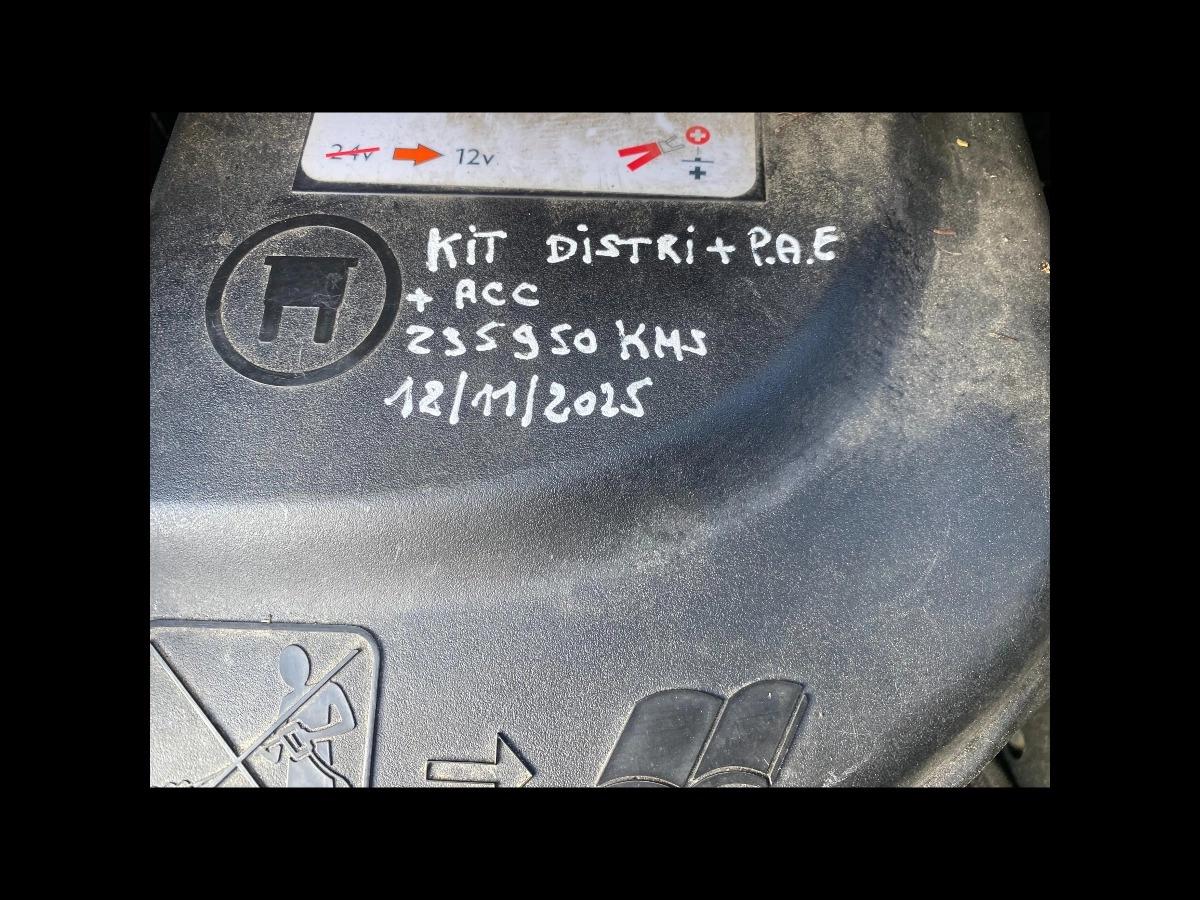 24v 12v
KiT DiSTRi + P.A.E
+ ACC
235950 KMS
18/11/2025